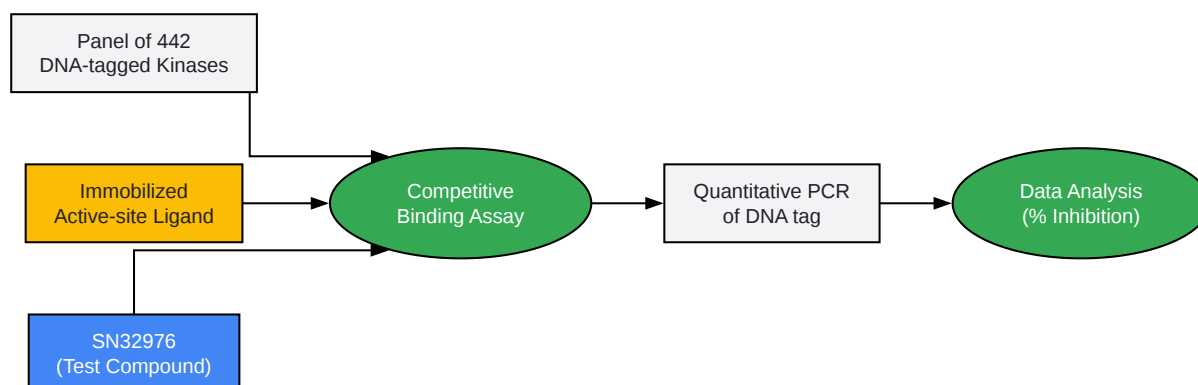 Panel of 442
DNA-tagged Kinases
Immobilized
Active-site Ligand
Competitive
Binding Assay
Quantitative PCR
of DNA tag
Data Analysis
(% Inhibition)
SN32976
(Test Compound)